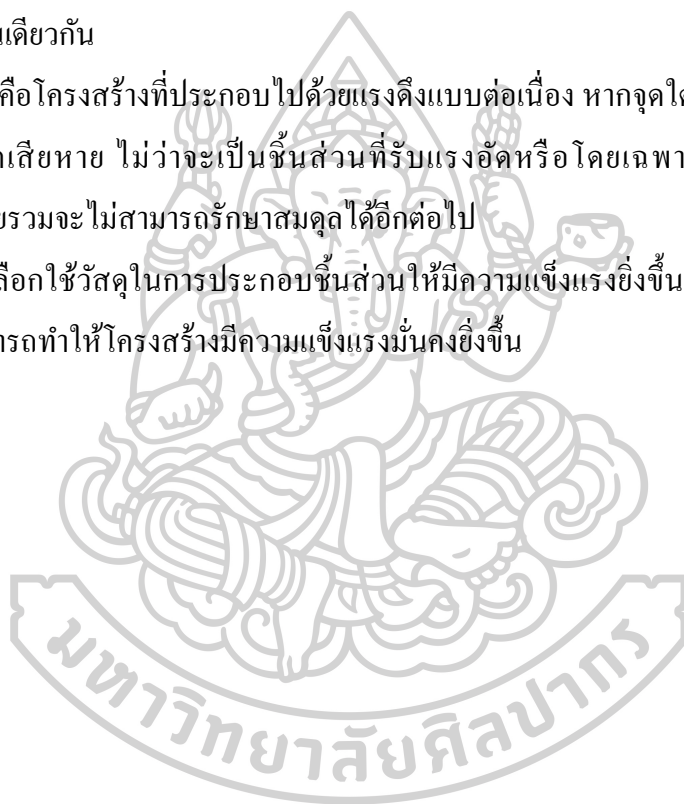 นเดียวกัน
คือโครงสร้างที่ประกอบไปด้วยแรงดึงแบบต่อเนื่อง หากจุดใด
เสียหาย ไม่ว่าจะเป็นชิ้นส่วนที่รับแรงอัดหรือโดยเฉพา
ยรวมจะไม่สามารถรักษาสมดุลได้อีกต่อไป
ลือกใช้วัสดุในการประกอบชิ้นส่วนให้มีความแข็งแรงยิ่งขึ้น
ารถทำให้โครงสร้างมีความแข็งแรงมั่นคงยิ่งขึ้น
มหาวิทยาลัยศิลปากร